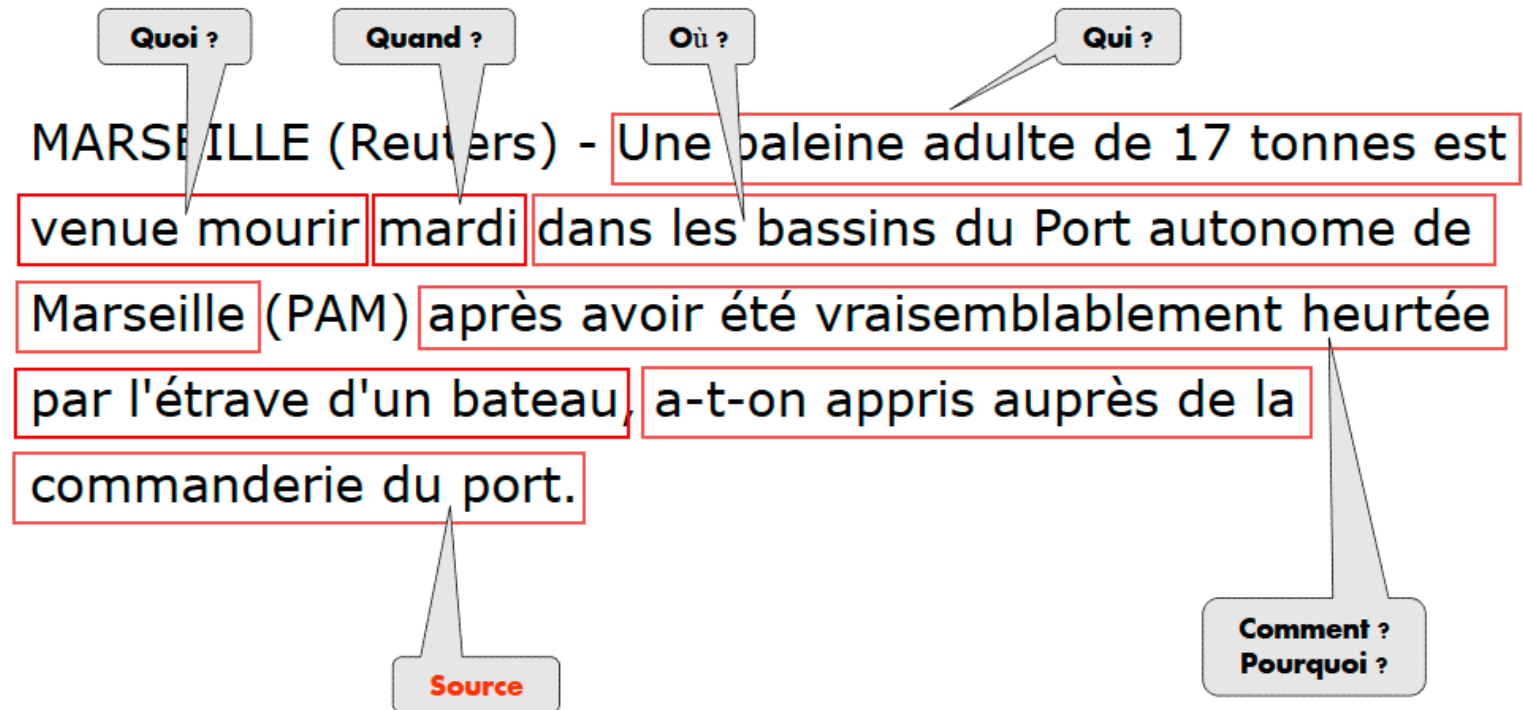 Quoi ?
Quand ?
Où ?
Qui ?
MARSEILLE (Reuters) - Une baleine adulte de 17 tonnes est
venue mourir mardi dans les bassins du Port autonome de
Marseille (PAM) après avoir été vraisemblablement heurtée
par l'étrave d'un bateau, a-t-on appris auprès de la
commanderie du port.
Comment ?
Pourquoi ?
Source